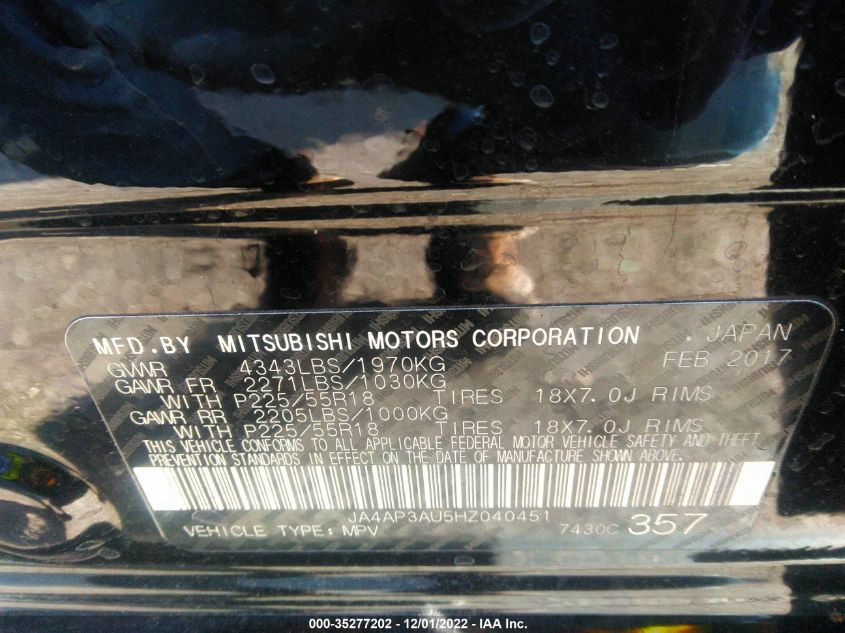 MFD.BY MITSUBISHI MOTORS CORPORATION . JAPAN
GVWR 4343LBS/1970KG FEB 2017
GAWR FR 2271LBS/1030KG
WITH P225/55R18 TIRES 18X7.0J RIMS
GAWR RR 2205LBS/1000KG
WITH P225/55R18 TIRES 18X7.0J RIMS
THIS VEHICLE CONFORMS TO ALL APPLICABLE FEDERAL MOTOR VEHICLE SAFETY AND THEFT
PREVENTION STANDARDS IN EFFECT ON THE DATE OF MANUFACTURE SHOWN ABOVE.
JA4AP3AU5HZ040451
VEHICLE TYPE: MPV 7430C 357
000-35277202 - 12/01/2022 - IAA Inc.